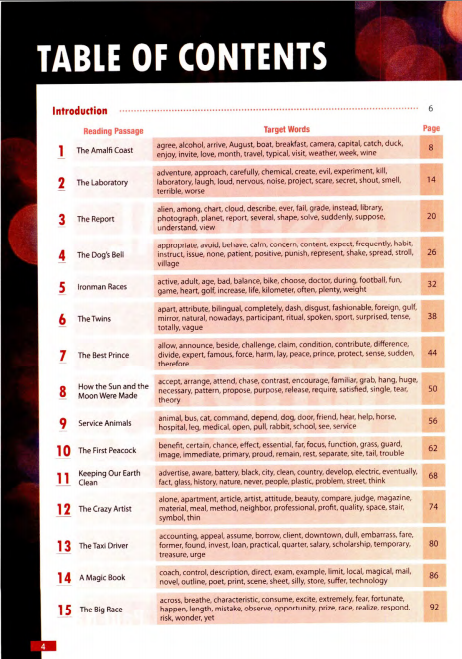 TABLE OF CONTENTS
Introduction 6
Reading Passage Target Words Page
1 The Amalfi Coast agree, alcohol, arrive, August, boat, breakfast, camera, capital, catch, duck, 8
enjoy, invite, love, month, travel, typical, visit, weather, week, wine
2 The Laboratory adventure, approach, carefully, chemical, create, evil, experiment, kill, 14
laboratory, laugh, loud, nervous, noise, project, scare, secret, shout, smell,
terrible, worse
3 The Report alien, among, chart, cloud, describe, ever, fail, grade, instead, library, 20
photograph, planet, report, several, shape, solve, suddenly, suppose,
understand, view
4 The Dog's Bell appropriate, avoid, behave, calm, concern, content, expect, frequently, habit, 26
instruct, issue, none, patient, positive, punish, represent, shake, spread, stroll,
village
5 Ironman Races active, adult, age, bad, balance, bike, choose, doctor, during, football, fun, 32
game, heart, golf, increase, life, kilometer, often, plenty, weight
6 The Twins apart, attribute, bilingual, completely, dash, disgust, fashionable, foreign, gulf, 38
mirror, natural, nowadays, participant, ritual, spoken, sport, surprised, tense,
totally, vague
7 The Best Prince allow, announce, beside, challenge, claim, condition, contribute, difference, 44
divide, expert, famous, force, harm, lay, peace, prince, protect, sense, sudden,
therefore
8 How the Sun and the Moon Were Made accept, arrange, attend, chase, contrast, encourage, familiar, grab, hang, huge, 50
necessary, pattern, propose, purpose, release, require, satisfied, single, tear,
theory
9 Service Animals animal, bus, cat, command, depend, dog, door, friend, hear, help, horse, 56
hospital, leg, medical, open, pull, rabbit, school, see, service
10 The First Peacock benefit, certain, chance, effect, essential, far, focus, function, grass, guard, 62
image, immediate, primary, proud, remain, rest, separate, site, tail, trouble
11 Keeping Our Earth Clean advertise, aware, battery, black, city, clean, country, develop, electric, eventually, 68
fact, glass, history, nature, never, people, plastic, problem, street, think
12 The Crazy Artist alone, apartment, article, artist, attitude, beauty, compare, judge, magazine, 74
material, meal, method, neighbor, professional, profit, quality, space, stair,
symbol, thin
13 The Taxi Driver accounting, appeal, assume, borrow, client, downtown, dull, embarrass, fare, 80
former, found, invest, loan, practical, quarter, salary, scholarship, temporary,
treasure, urge
14 A Magic Book coach, control, description, direct, exam, example, limit, local, magical, mail, 86
novel, outline, poet, print, scene, sheet, silly, store, suffer, technology
15 The Big Race across, breathe, characteristic, consume, excite, extremely, fear, fortunate, 92
happen, length, mistake, observe, opportunity, prize, race, realize, respond,
risk, wonder, yet
4